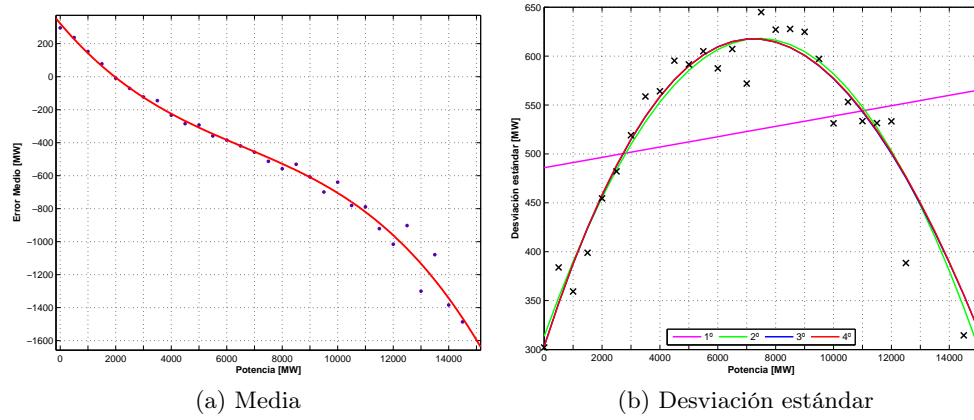 200
0
−200
−400
−600
−800
−1000
−1200
−1400
−1600
Error Medio [MW]
0 2000 4000 6000 8000 10000 12000 14000
Potencia [MW]
(a) Media
650
600
550
500
450
400
350
300
Desviación estándar [MW]
1º 2º 3º 4º
0 2000 4000 6000 8000 10000 12000 14000
Potencia [MW]
(b) Desviación estándar